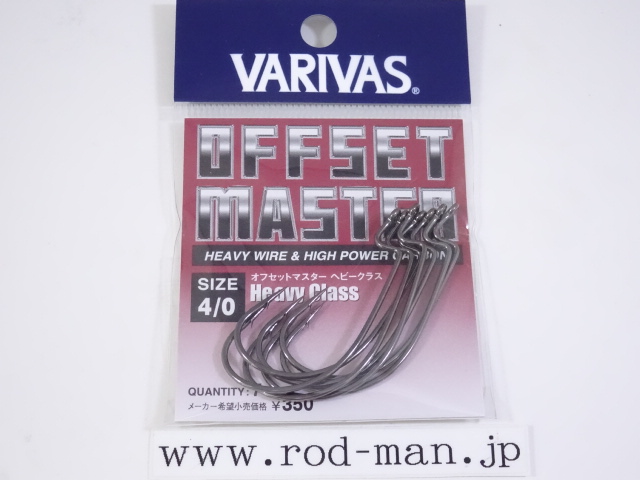 VARIVAS®
OFFSET
MASTER
HEAVY WIRE & HIGH POWER
SIZE
4/0
オフセットマスター ヘビークラス
Heavy Class
QUANTITY:
メーカー希望小売価格 ¥350
www.rod-man.jp